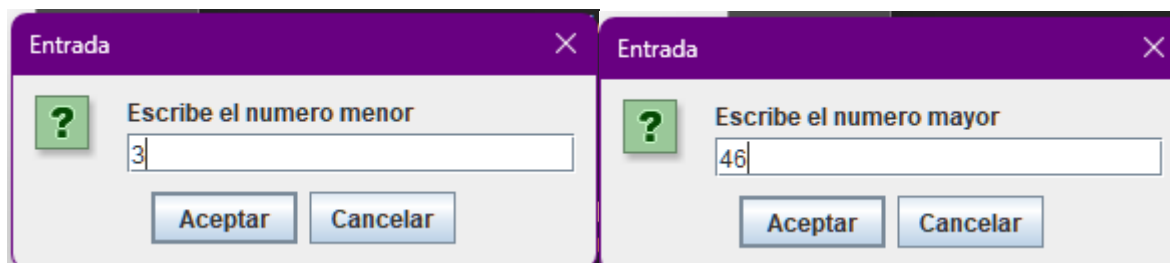 Entrada
Escribe el numero menor
3
Aceptar Cancelar
Entrada
Escribe el numero mayor
46
Aceptar Cancelar